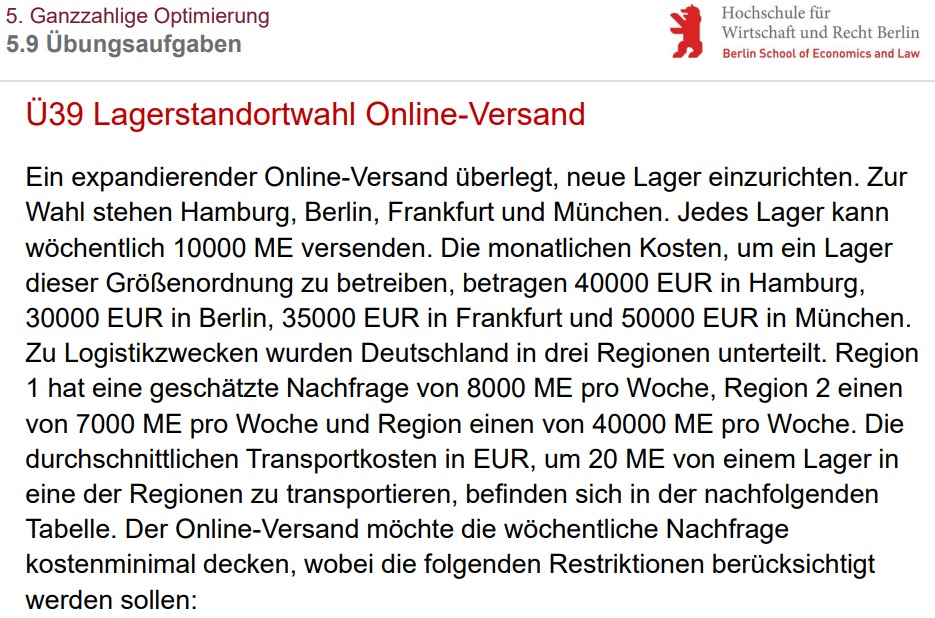 5. Ganzzahlige Optimierung
5.9 Übungsaufgaben
Hochschule für
Wirtschaft und Recht Berlin
Berlin School of Economics and Law
Ü39 Lagerstandortwahl Online-Versand
Ein expandierender Online-Versand überlegt, neue Lager einzurichten. Zur
Wahl stehen Hamburg, Berlin, Frankfurt und München. Jedes Lager kann
wöchentlich 10000 ME versenden. Die monatlichen Kosten, um ein Lager
dieser Größenordnung zu betreiben, betragen 40000 EUR in Hamburg,
30000 EUR in Berlin, 35000 EUR in Frankfurt und 50000 EUR in München.
Zu Logistikzwecken wurden Deutschland in drei Regionen unterteilt. Region
1 hat eine geschätzte Nachfrage von 8000 ME pro Woche, Region 2 einen
von 7000 ME pro Woche und Region einen von 40000 ME pro Woche. Die
durchschnittlichen Transportkosten in EUR, um 20 ME von einem Lager in
eine der Regionen zu transportieren, befinden sich in der nachfolgenden
Tabelle. Der Online-Versand möchte die wöchentliche Nachfrage
kostenminimal decken, wobei die folgenden Restriktionen berücksichtigt
werden sollen: